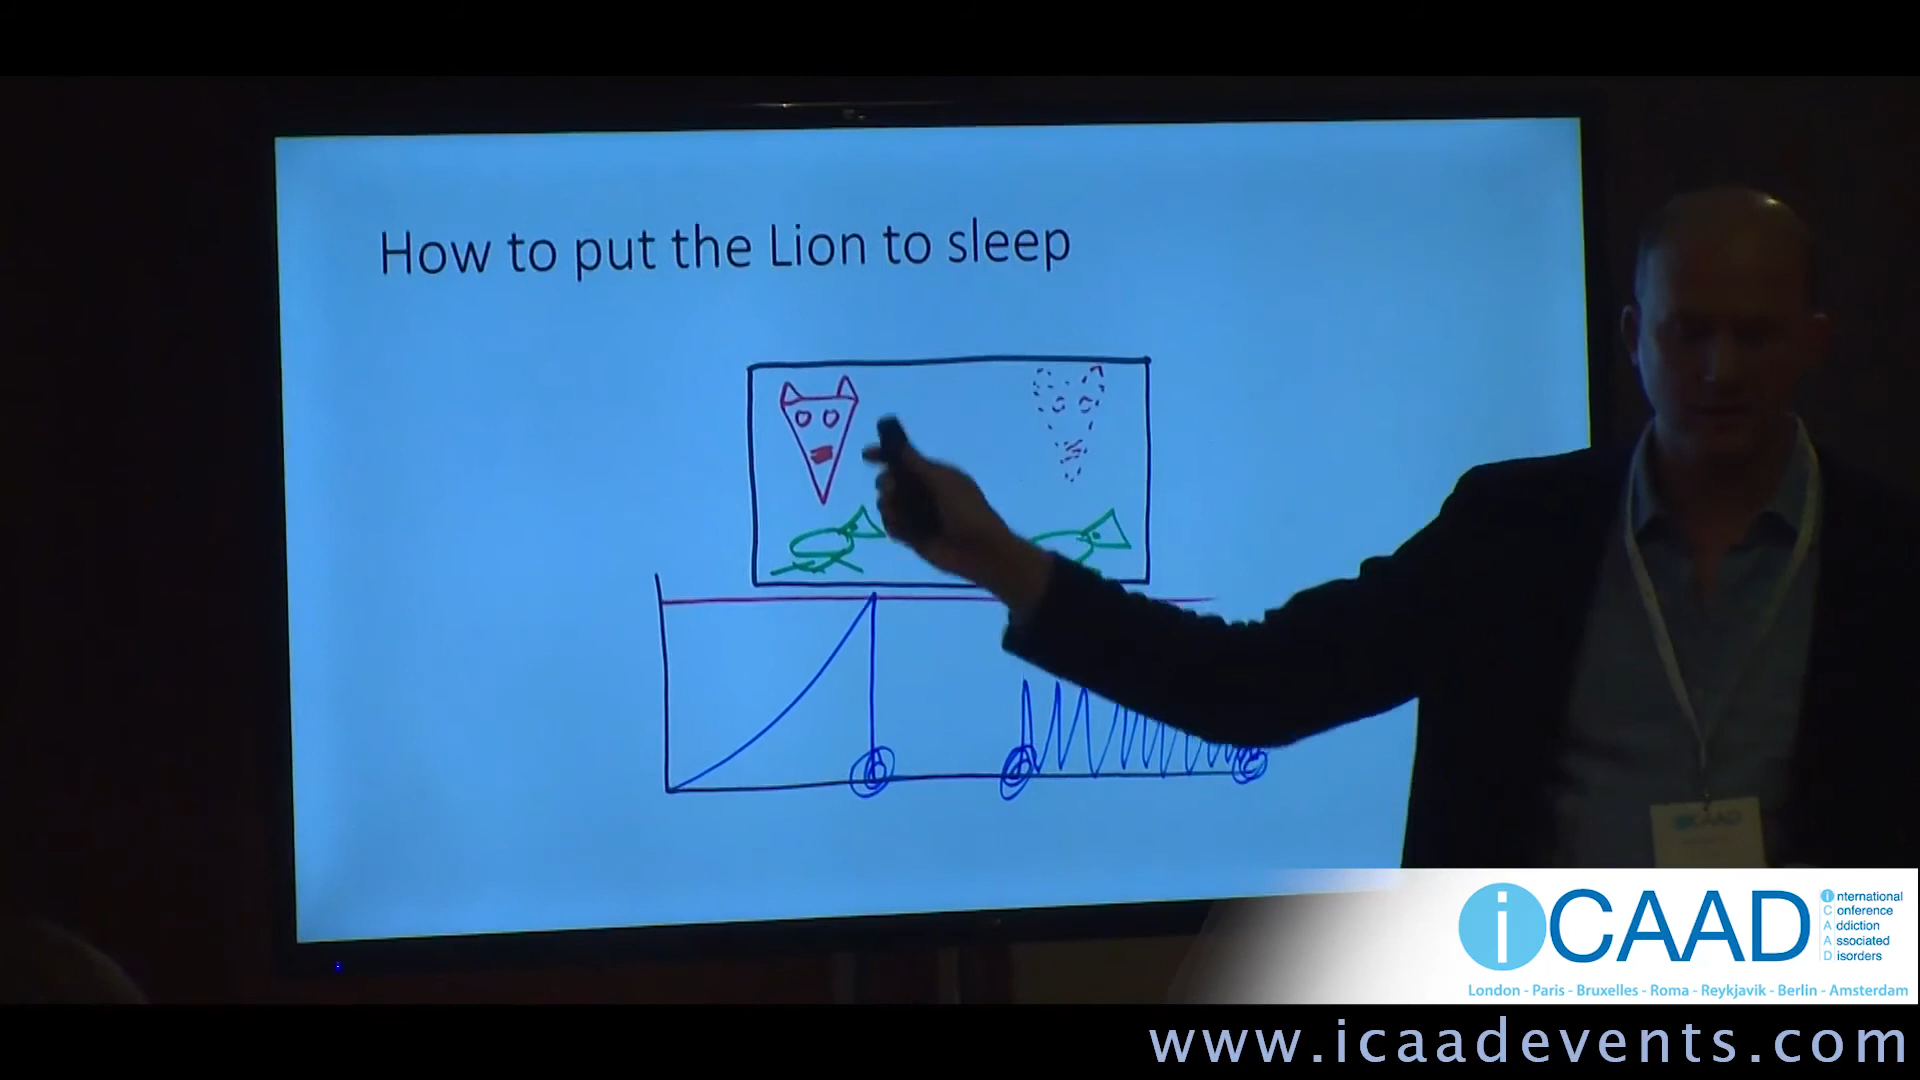 How to put the Lion to sleep
iCAAD
iCAAD
international
Conference
Addiction
Associated
Disorders
London - Paris - Bruxelles - Roma - Reykjavik - Berlin - Amsterdam
www.icaadevents.com